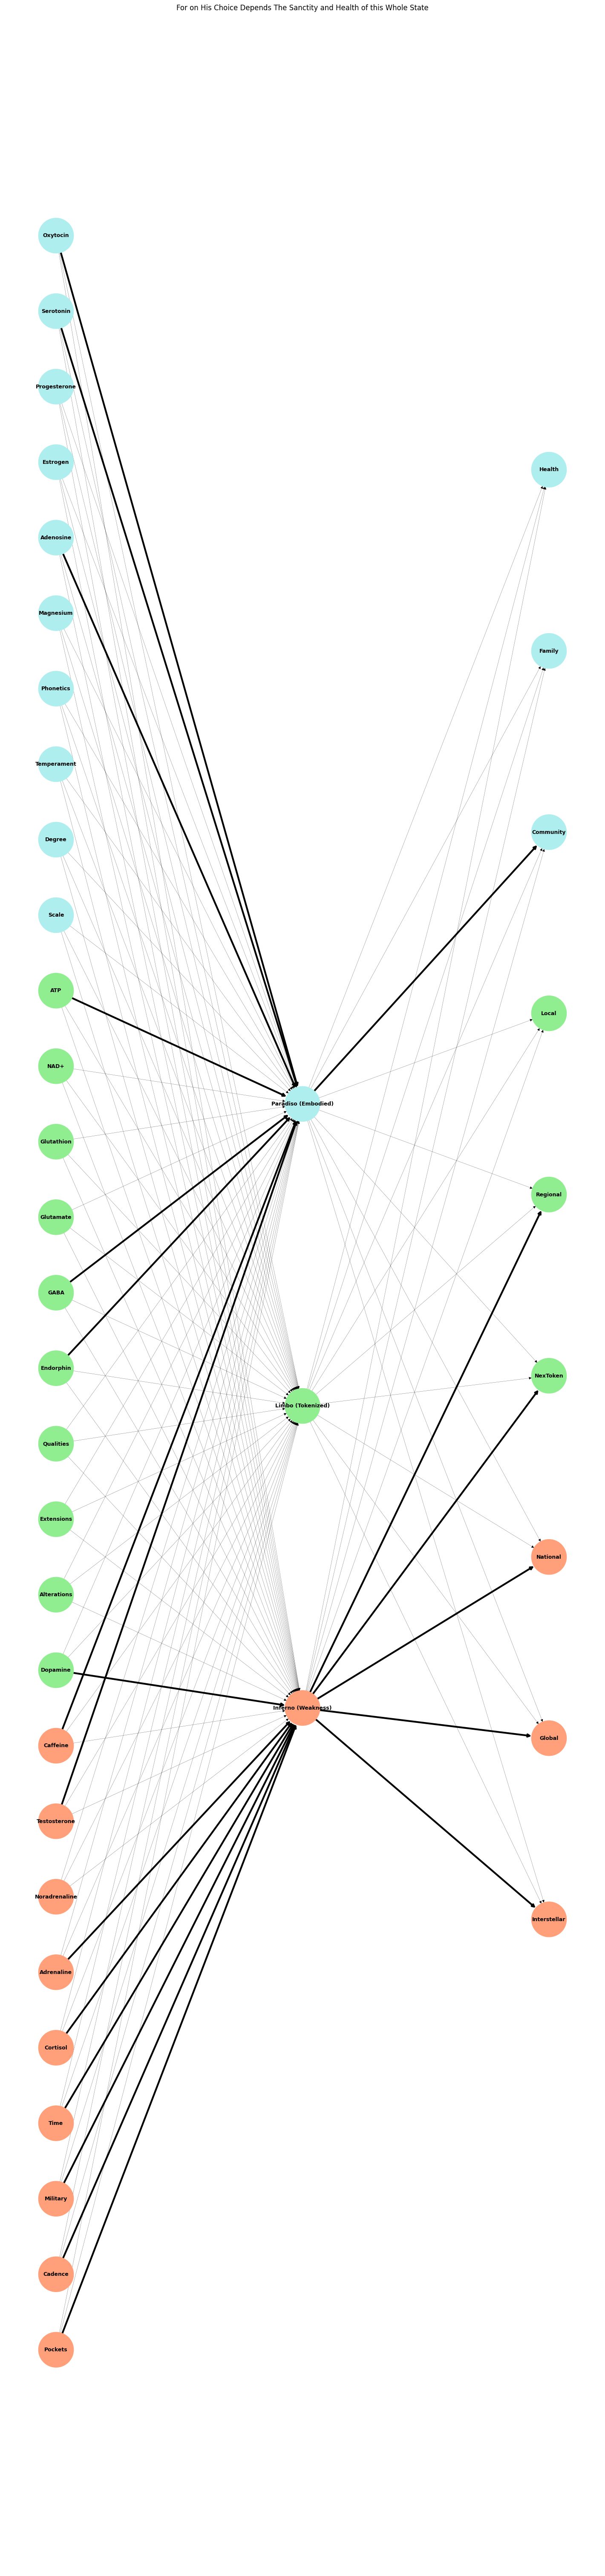 For on His Choice Depends The Sanctity and Health of this Whole State
Oxytocin
Serotonin
Progesterone
Estrogen
Adenosine
Magnesium
Phonetics
Temperament
Degree
Scale
ATP
NAD+
Glutathion
Glutamate
GABA
Endorphin
Qualities
Extensions
Alterations
Dopamine
Caffeine
Testosterone
Noradrenaline
Adrenaline
Cortisol
Time
Military
Cadence
Pockets
Paradiso (Embodied)
Limbo (Tokenized)
Inferno (Weakness)
Health
Family
Community
Local
Regional
NexToken
National
Global
Interstellar